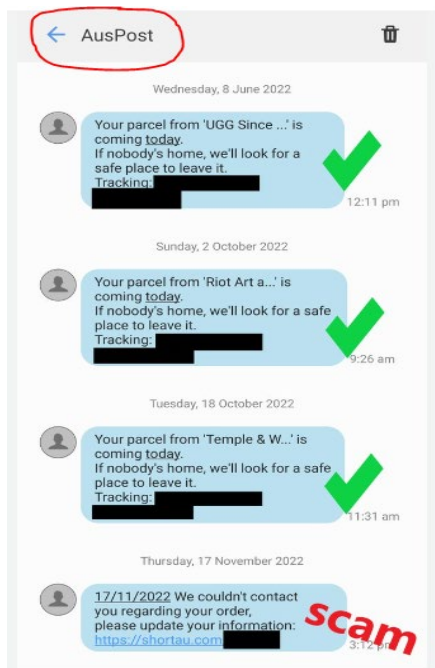 AusPost
Wednesday, 8 June 2022
Your parcel from 'UGG Since ...' is
coming today.
If nobody's home, we'll look for a
safe place to leave it.
Tracking:
12:11 pm
Sunday, 2 October 2022
Your parcel from 'Riot Art a...' is
coming today.
If nobody's home, we'll look for a safe
place to leave it.
Tracking:
9:26 am
Tuesday, 18 October 2022
Your parcel from 'Temple & W...' is
coming today.
If nobody's home, we'll look for a safe
place to leave it.
Tracking:
11:31 am
Thursday, 17 November 2022
17/11/2022 We couldn't contact
you regarding your order,
please update your information:
https://shortau.com
scam
3:12 pm